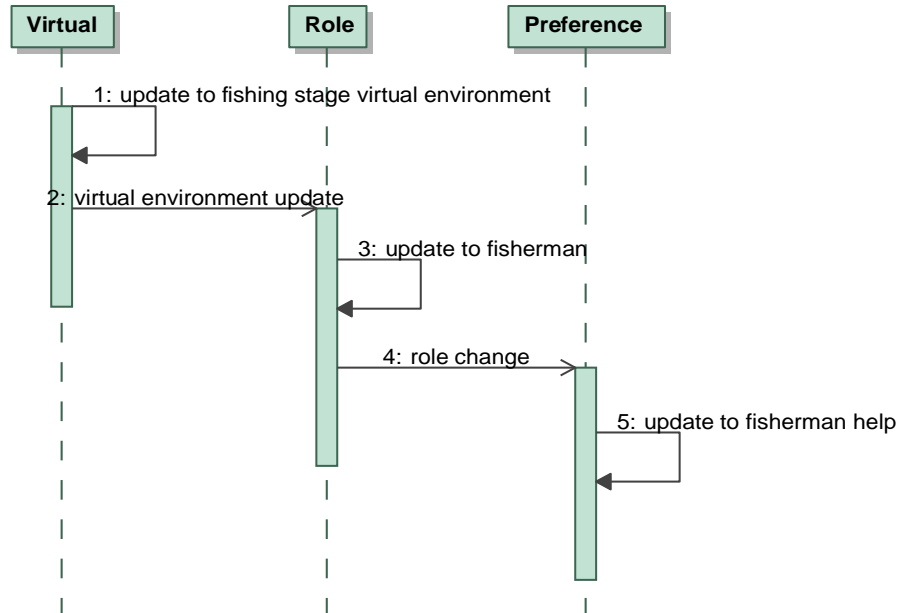 Virtual
Role
Preference
1: update to fishing stage virtual environment
2: virtual environment update
3: update to fisherman
4: role change
5: update to fisherman help